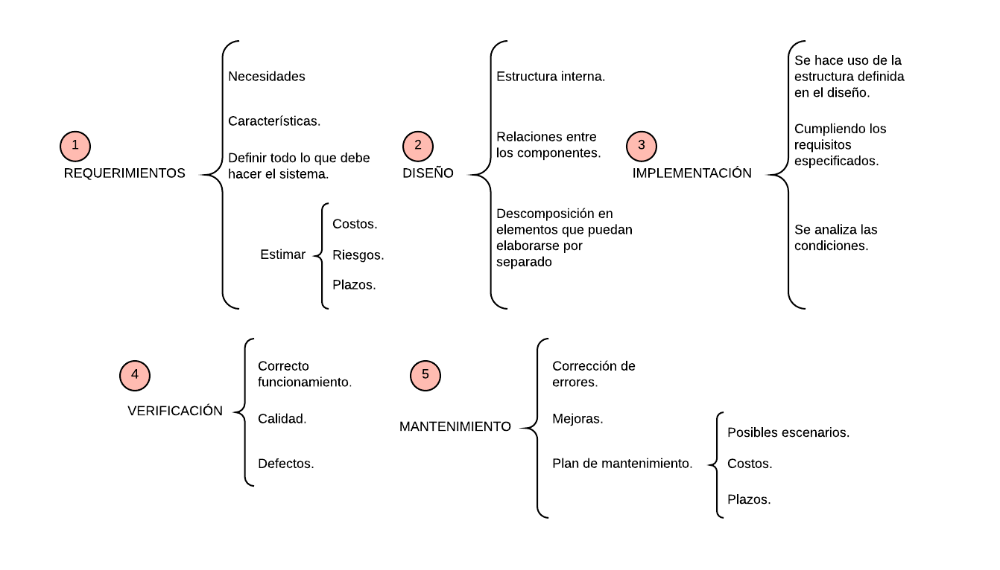 1
REQUERIMIENTOS
Necesidades
Características.
Definir todo lo que debe
hacer el sistema.
Estimar
Costos.
Riesgos.
Plazos.
2
DISEÑO
Estructura interna.
Relaciones entre
los componentes.
Descomposición en
elementos que puedan
elaborarse por
separado
3
IMPLEMENTACIÓN
Se hace uso de la
estructura definida
en el diseño.
Cumpliendo los
requisitos
especificados.
Se analiza las
condiciones.
4
VERIFICACIÓN
Correcto
funcionamiento.
Calidad.
Defectos.
5
MANTENIMIENTO
Corrección de
errores.
Mejoras.
Plan de mantenimiento.
Posibles escenarios.
Costos.
Plazos.